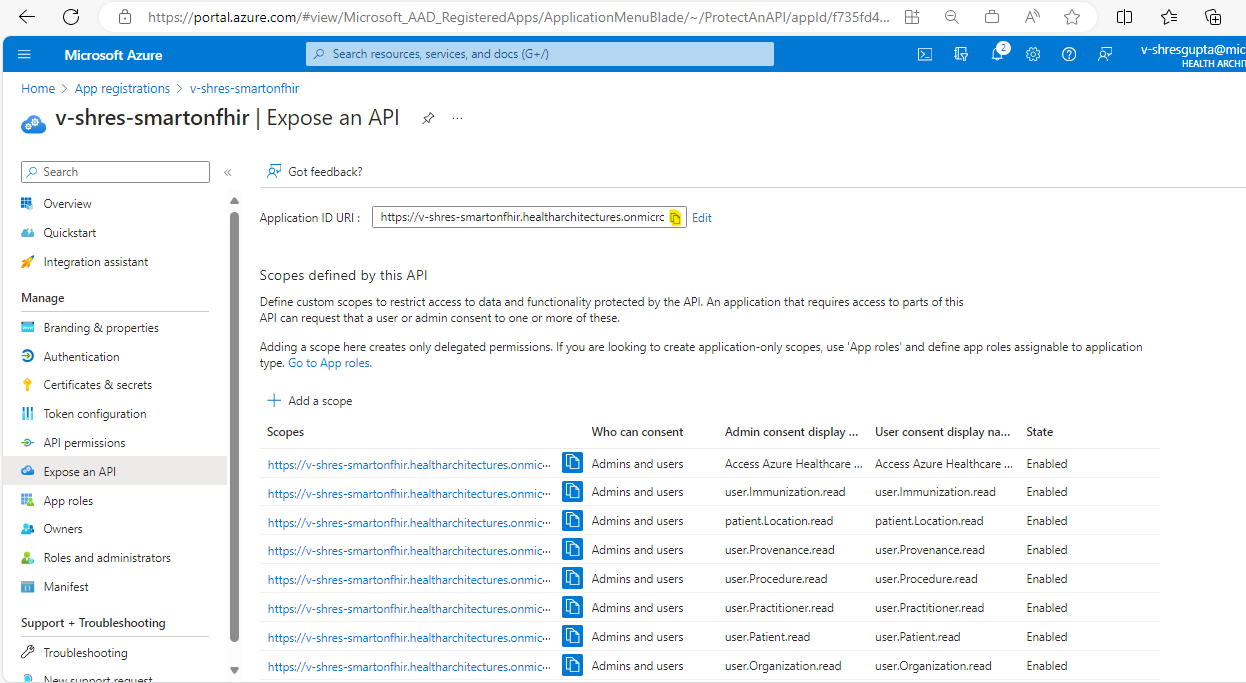 https://portal.azure.com/#view/Microsoft_AAD_RegisteredApps/ApplicationMenuBlade/~/ProtectAnAPI/appId/f735fd4...
Microsoft Azure
Search resources, services, and docs (G+/)
2
v-shresgupta@mic
HEALTH ARCHIT
Home > App registrations > v-shres-smartonfhir
v-shres-smartonfhir | Expose an API
...
Search
«
Overview
Quickstart
Integration assistant
Manage
Branding & properties
Authentication
Certificates & secrets
Token configuration
API permissions
Expose an API
App roles
Owners
Roles and administrators
Manifest
Support + Troubleshooting
Troubleshooting
New support request
Got feedback?
Application ID URI : https://v-shres-smartonfhir.healtharchitectures.onmicrc Edit
Scopes defined by this API
Define custom scopes to restrict access to data and functionality protected by the API. An application that requires access to parts of this
API can request that a user or admin consent to one or more of these.
Adding a scope here creates only delegated permissions. If you are looking to create application-only scopes, use 'App roles' and define app roles assignable to application
type. Go to App roles.
Add a scope
Scopes Who can consent Admin consent display ... User consent display na... State
https://v-shres-smartonfhir.healtharchitectures.onmic... Admins and users Access Azure Healthcare ... Access Azure Healthcare ... Enabled
https://v-shres-smartonfhir.healtharchitectures.onmic... Admins and users user.Immunization.read user.Immunization.read Enabled
https://v-shres-smartonfhir.healtharchitectures.onmic... Admins and users patient.Location.read patient.Location.read Enabled
https://v-shres-smartonfhir.healtharchitectures.onmic... Admins and users user.Provenance.read user.Provenance.read Enabled
https://v-shres-smartonfhir.healtharchitectures.onmic... Admins and users user.Procedure.read user.Procedure.read Enabled
https://v-shres-smartonfhir.healtharchitectures.onmic... Admins and users user.Practitioner.read user.Practitioner.read Enabled
https://v-shres-smartonfhir.healtharchitectures.onmic... Admins and users user.Patient.read user.Patient.read Enabled
https://v-shres-smartonfhir.healtharchitectures.onmic... Admins and users user.Organization.read user.Organization.read Enabled